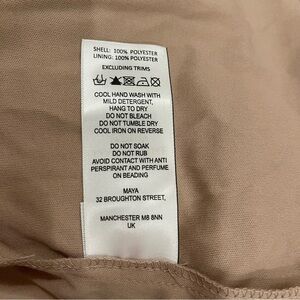 SHELL: 100% POLYESTER
LINING: 100% POLYESTER
EXCLUDING TRIMS
COOL HAND WASH WITH
MILD DETERGENT,
HANG TO DRY
DO NOT BLEACH
DO NOT TUMBLE DRY
COOL IRON ON REVERSE
DO NOT SOAK
DO NOT RUB
AVOID CONTACT WITH ANTI
PERSPIRANT AND PERFUME
ON BEADING
MAYA
32 BROUGHTON STREET,
MANCHESTER M8 8NN
UK